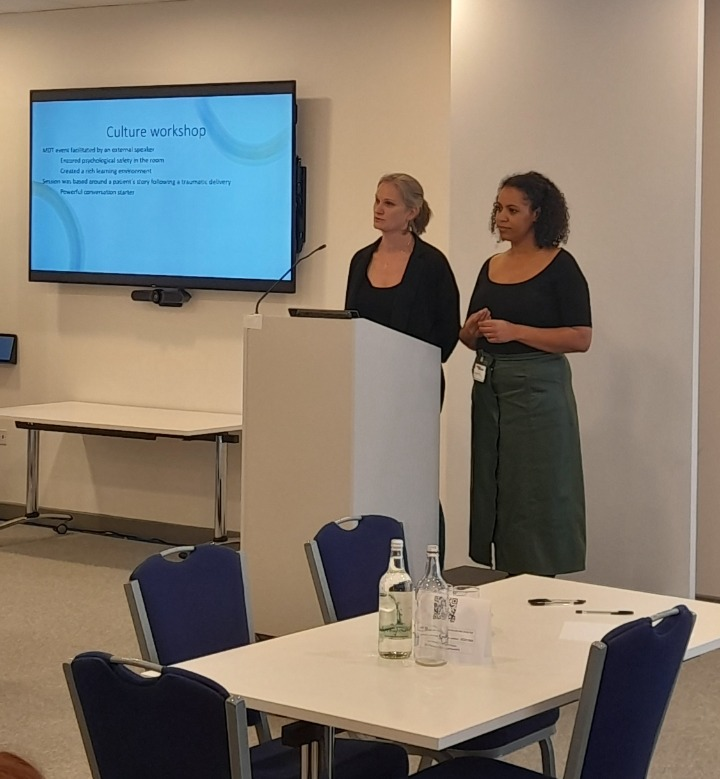 Culture workshop
MDT event facilitated by an external speaker
Ensured psychological safety in the room
Created a rich learning environment
Session was based around a patient's story following a traumatic delivery
Powerful conversation starter